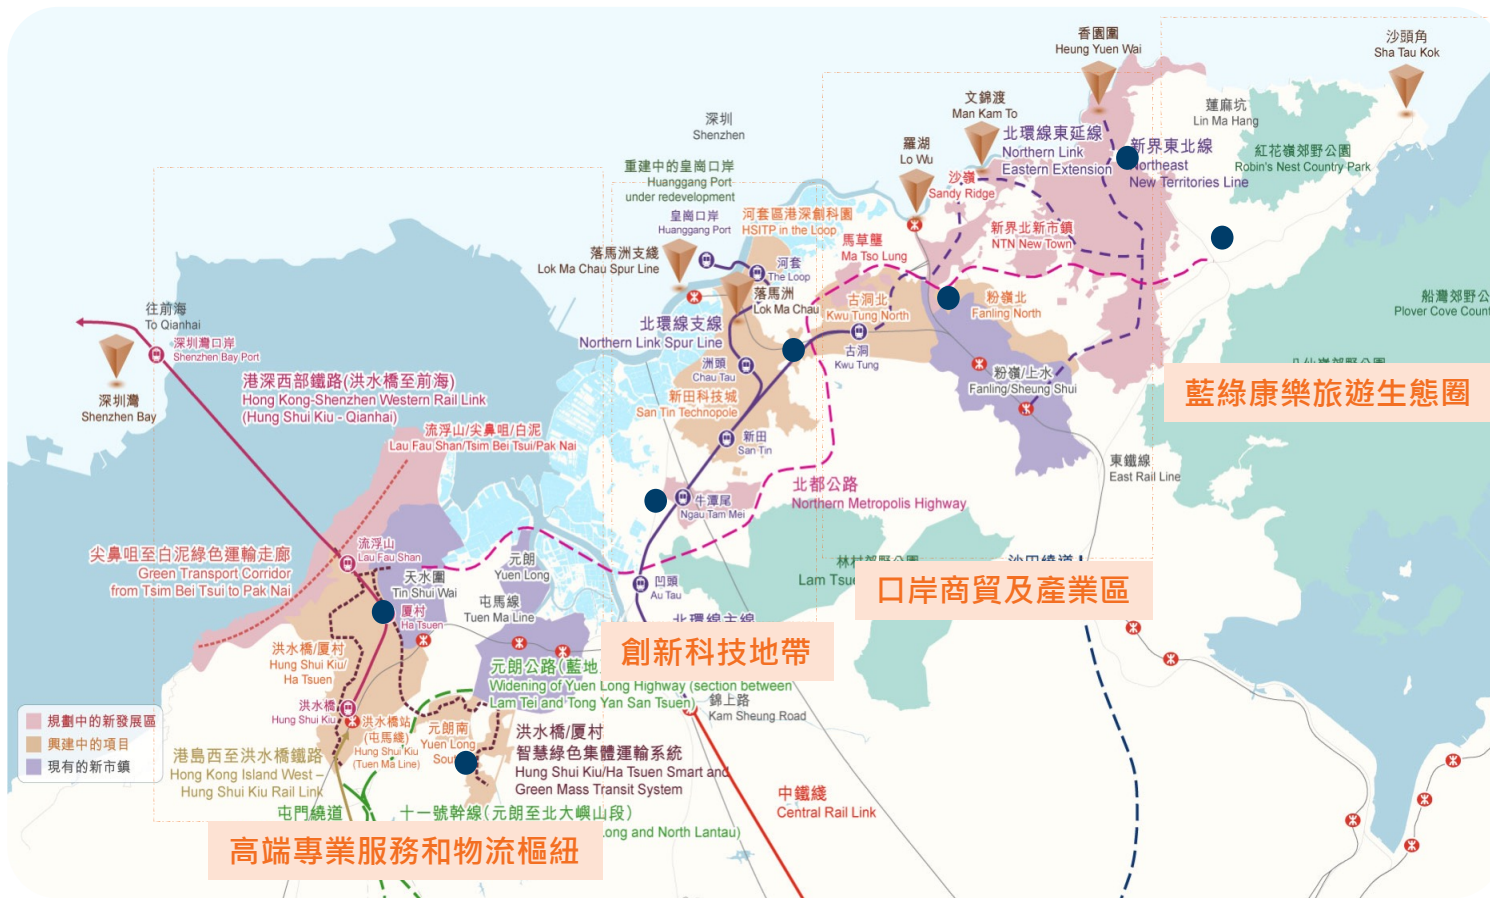 香園圍
Heung Yuen Wai
沙頭角
Sha Tau Kok
文錦渡
Man Kam To
蓮麻坑
Lin Ma Hang
深圳
Shenzhen
羅湖
Lo Wu
北環線東延線
Northern Link
Eastern Extension
新界東北線
Northeast
New Territories Line
紅花嶺郊野公園
Robin's Nest Country Park
重建中的皇崗口岸
Huanggang Port
under redevelopment
沙嶺
Sandy Ridge
皇崗口岸
Huanggang Port
河套區港深創科園
HSITP in the Loop
新界北新市鎮
NTN New Town
馬草壟
Ma Tso Lung
落馬洲支綫
Lok Ma Chau Spur Line
河套
The Loop
落馬洲
Lok Ma Chau
古洞北
Kwu Tung North
粉嶺北
Fanling North
船灣郊野公
Plover Cove Count
往前海
To Qianhai
深圳灣口岸
Shenzhen Bay Port
北環線支線
Northern Link Spur Line
洲頭
Chau Tau
古洞
Kwu Tung
粉嶺/上水
Fanling/Sheung Shui
深圳灣
Shenzhen Bay
港深西部鐵路(洪水橋至前海)
Hong Kong-Shenzhen Western Rail Link
(Hung Shui Kiu - Qianhai)
新田科技城
San Tin Technopole
藍綠康樂旅遊生態圈
流浮山/尖鼻咀/白泥
Lau Fau Shan/Tsim Bei Tsui/Pak Nai
新田
San Tin
東鐵線
East Rail Line
北都公路
Northern Metropolis Highway
牛潭尾
Ngau Tam Mei
尖鼻咀至白泥綠色運輸走廊
Green Transport Corridor
from Tsim Bei Tsui to Pak Nai
流浮山
Lau Fau Shan
天水圍
Tin Shui Wai
元朗
Yuen Long
林村郊野公園
Lam Tsue
沙田繞道
凹頭
Au Tau
口岸商貿及產業區
屯馬線
Tuen Ma Line
厦村
Ha Tsuen
北環線主線
創新科技地帶
洪水橋/厦村
Hung Shui Kiu/
Ha Tsuen
元朗公路(藍地
Widening of Yuen Long Highway (section between
Lam Tei and Tong Yan San Tsuen)
錦上路
Kam Sheung Road
洪水橋
Hung Shui Kiu
洪水橋站
(屯馬綫)
Hung Shui Kiu
(Tuen Ma Line)
元朗南
Yuen Long
Sou
洪水橋/厦村
智慧綠色集體運輸系統
Hung Shui Kiu/Ha Tsuen Smart and
Green Mass Transit System
規劃中的新發展區
興建中的項目
現有的新市鎮
港島西至洪水橋鐵路
Hong Kong Island West –
Hung Shui Kiu Rail Link
中鐵綫
Central Rail Link
屯門繞道
十一號幹線(元朗至北大嶼山段)
ong and North Lantau)
高端專業服務和物流樞紐